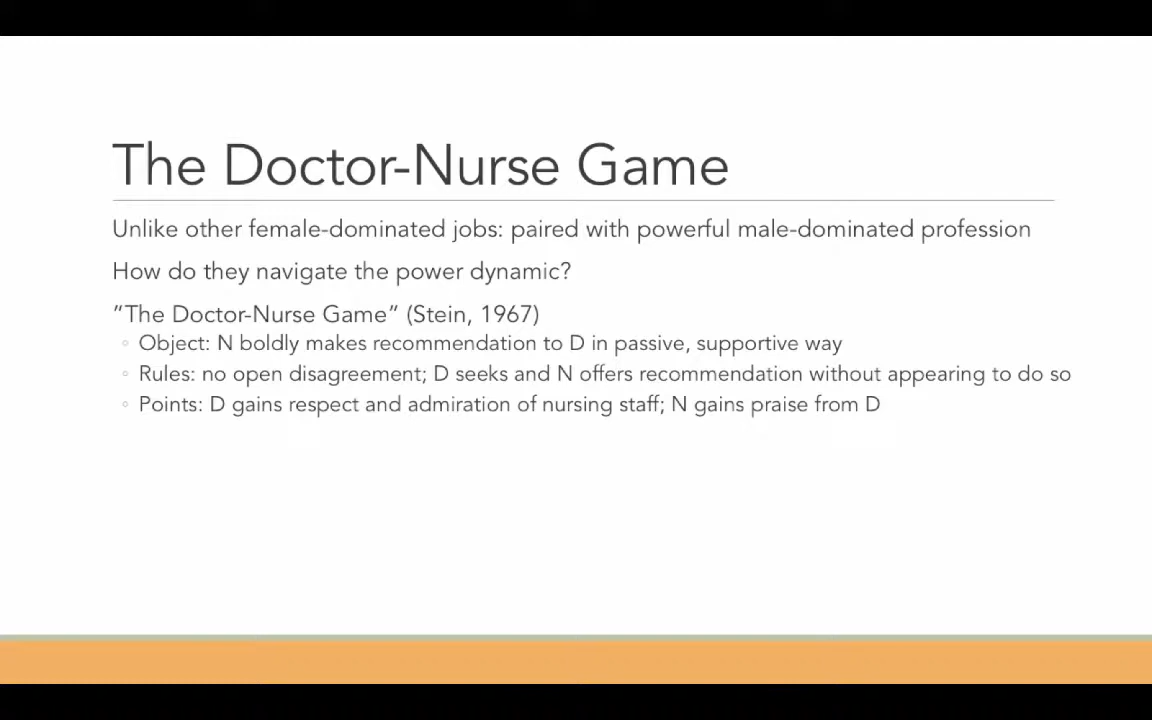 The Doctor-Nurse Game
Unlike other female-dominated jobs: paired with powerful male-dominated profession
How do they navigate the power dynamic?
”The Doctor-Nurse Game” (Stein, 1967)
◦ Object: N boldly makes recommendation to D in passive, supportive way
◦ Rules: no open disagreement; D seeks and N offers recommendation without appearing to do so
◦ Points: D gains respect and admiration of nursing staff; N gains praise from D